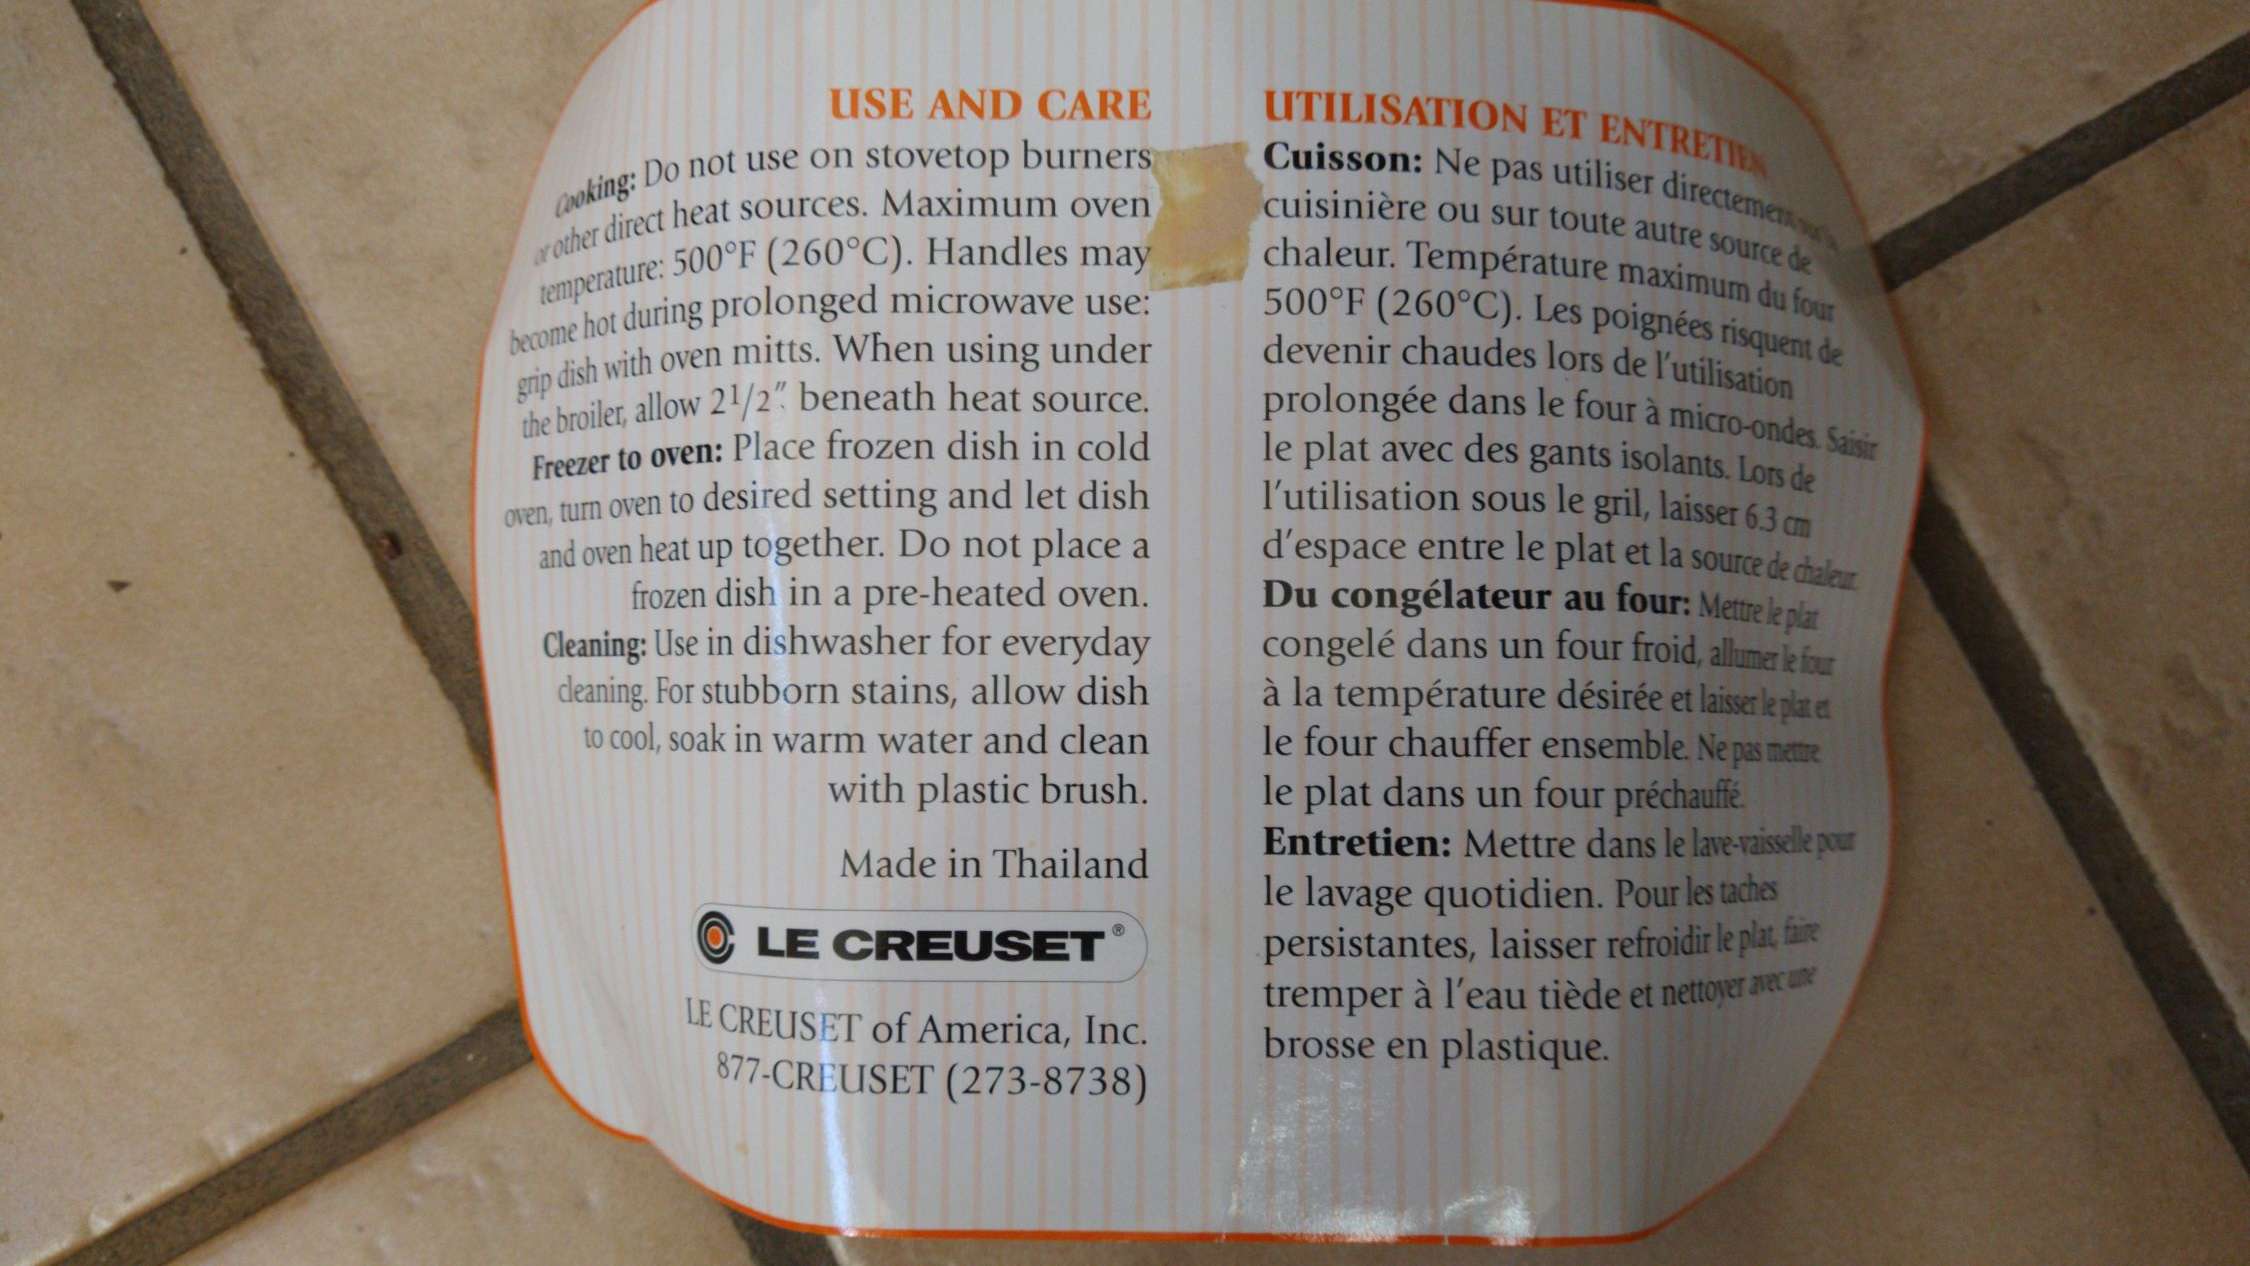 USE AND CARE
Cooking: Do not use on stovetop burners
or other direct heat sources. Maximum oven
temperature: 500°F (260°C). Handles may
become hot during prolonged microwave use:
grip dish with oven mitts. When using under
the broiler, allow 2 1/2" beneath heat source.
Freezer to oven: Place frozen dish in cold
oven, turn oven to desired setting and let dish
and oven heat up together. Do not place a
frozen dish in a pre-heated oven.
Cleaning: Use in dishwasher for everyday
cleaning. For stubborn stains, allow dish
to cool, soak in warm water and clean
with plastic brush.
Made in Thailand
LE CREUSET®
LE CREUSET of America, Inc.
877-CREUSET (273-8738)
UTILISATION ET ENTRETIEN
Cuisson: Ne pas utiliser directement
cuisinière ou sur toute autre source de
chaleur. Température maximum du four
500°F (260°C). Les poignées risquent de
devenir chaudes lors de l'utilisation
prolongée dans le four à micro-ondes. Saisir
le plat avec des gants isolants. Lors de
l'utilisation sous le gril, laisser 6.3 cm
d'espace entre le plat et la source de chaleur.
Du congélateur au four: Mettre le plat
congelé dans un four froid, allumer le four
à la température désirée et laisser le plat et
le four chauffer ensemble. Ne pas mettre
le plat dans un four préchauffé.
Entretien: Mettre dans le lave-vaisselle pour
le lavage quotidien. Pour les taches
persistantes, laisser refroidir le plat, faire
tremper à l'eau tiède et nettoyer avec une
brosse en plastique.